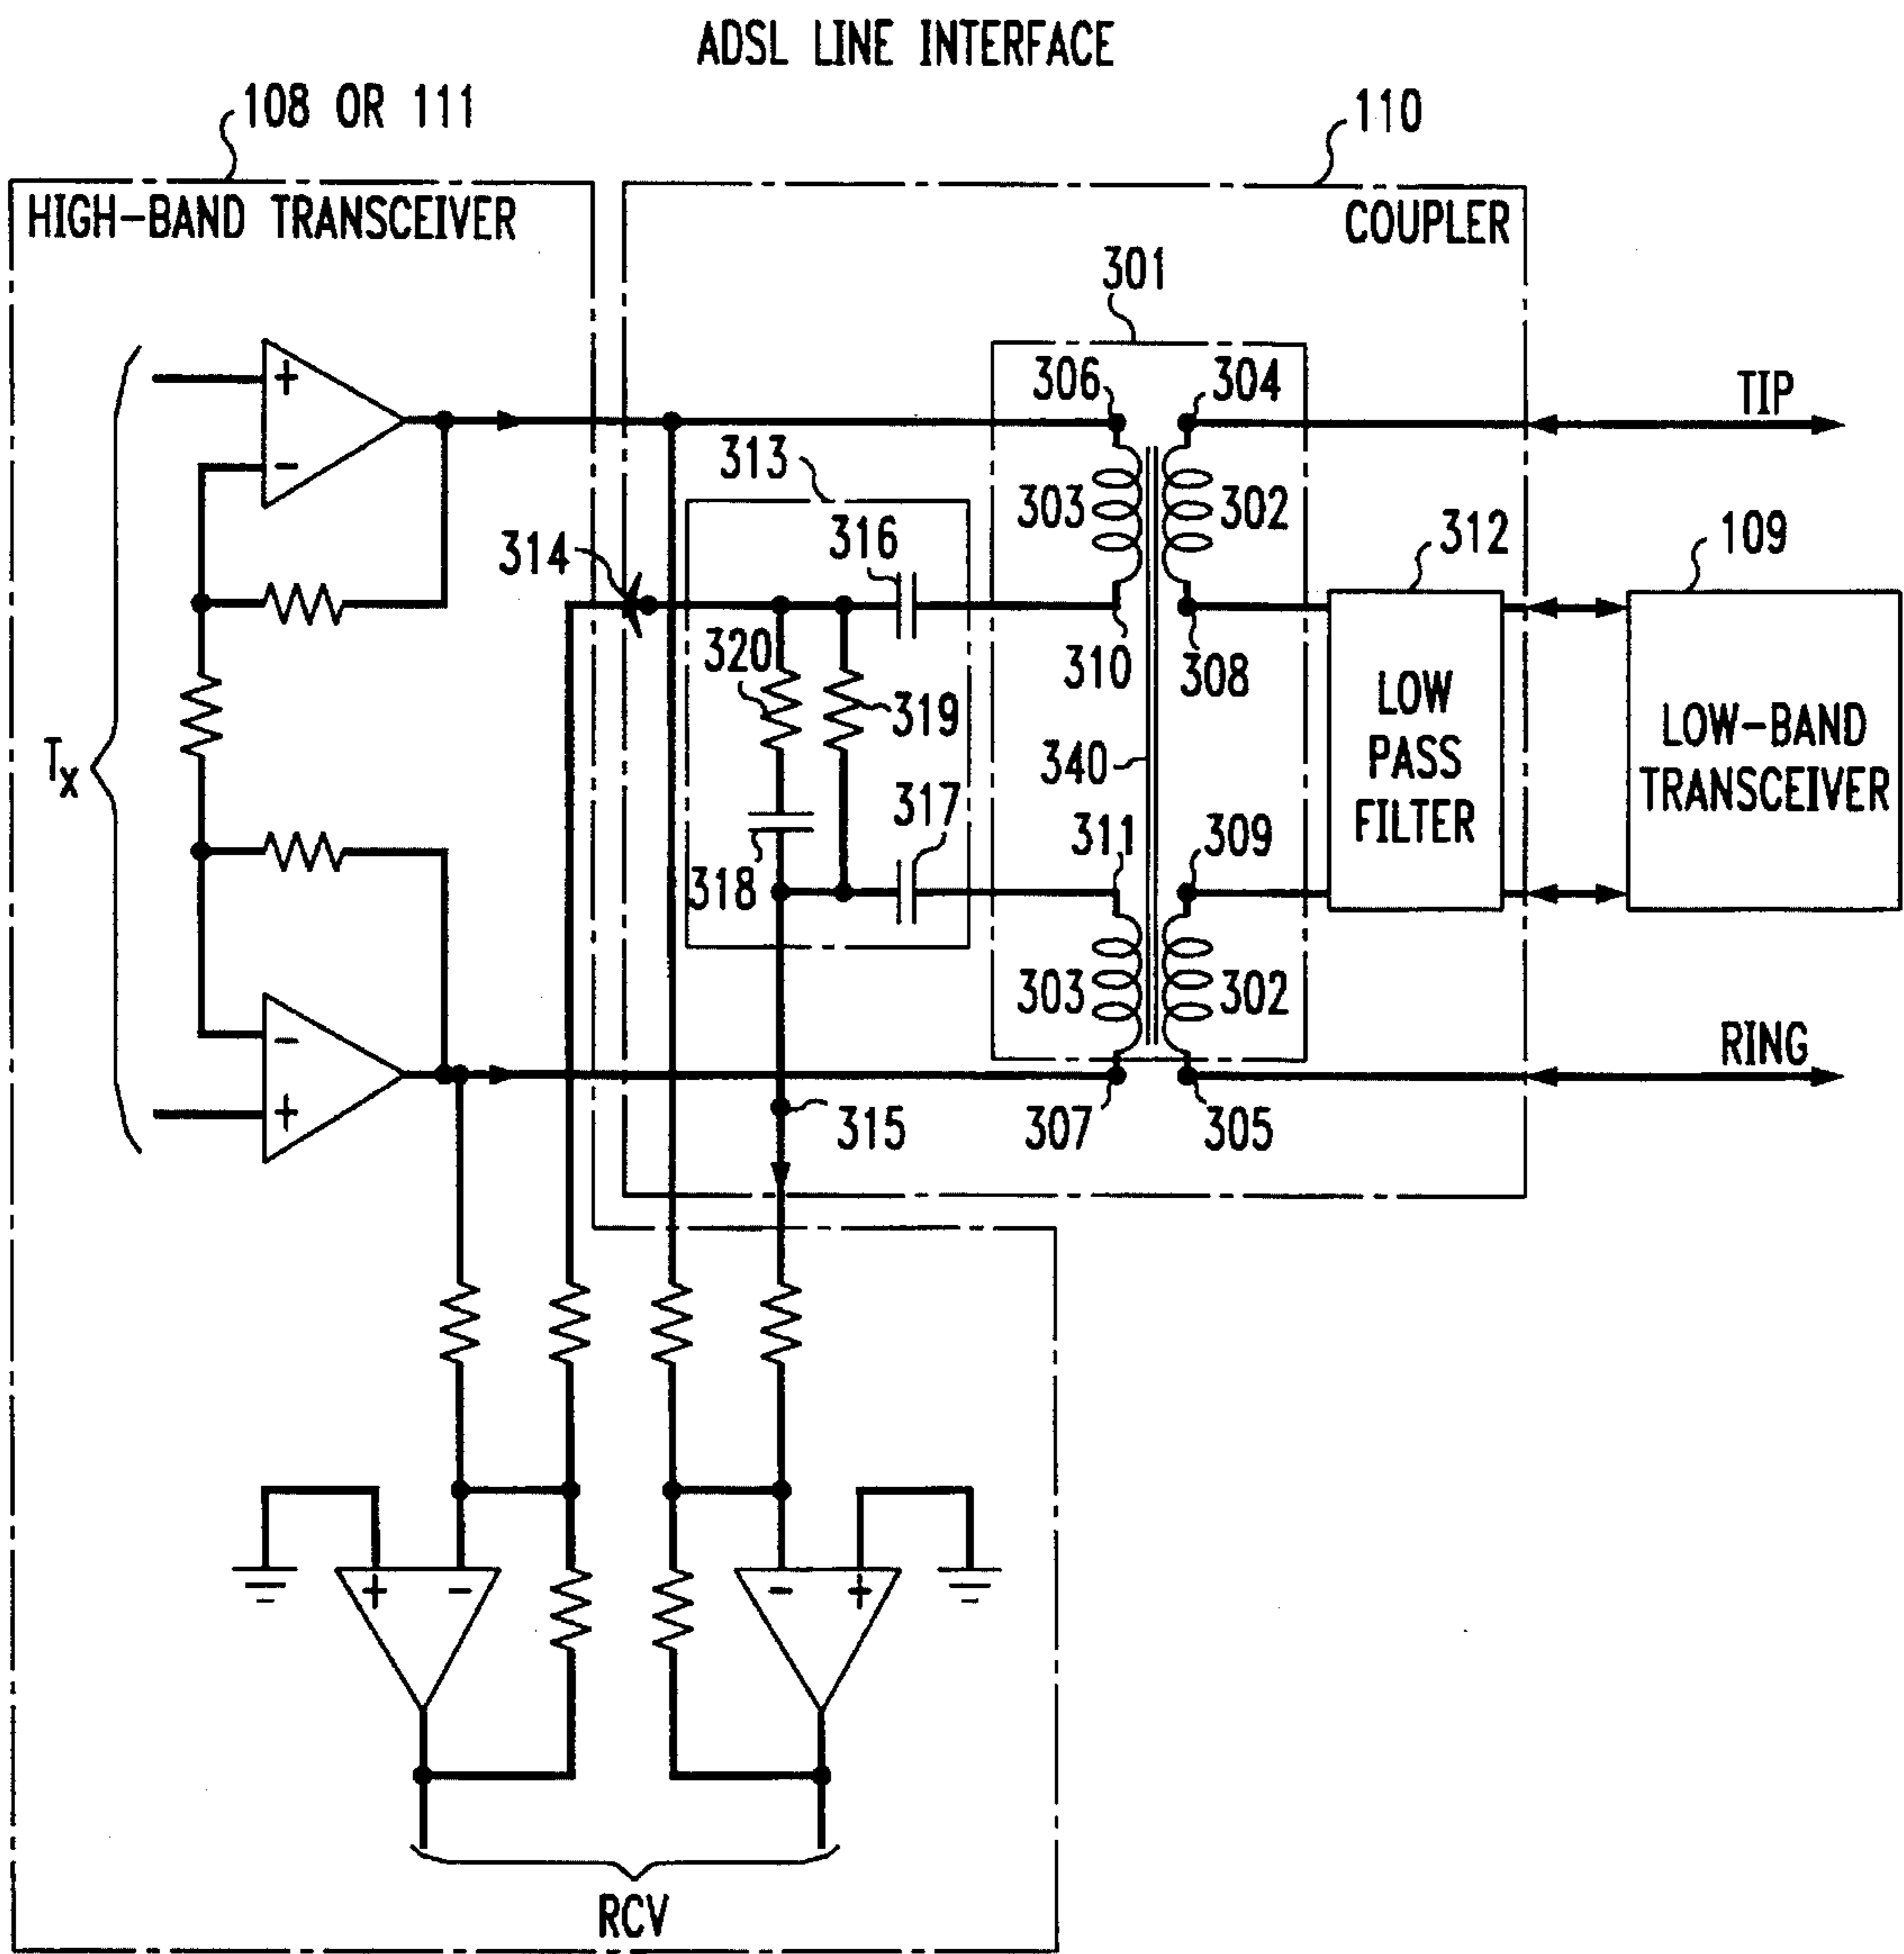 ADSL LINE INTERFACE
108 OR 111
110
HIGH-BAND TRANSCEIVER
COUPLER
301
306
304
TIP
+
-
313
303
302
316
312
109
314
320
310
308
319
LOW
PASS
FILTER
LOW-BAND
TRANSCEIVER
340
Tx
317
311
309
318
303
302
-
+
RING
315
307
305
+
-
-
+
RCV